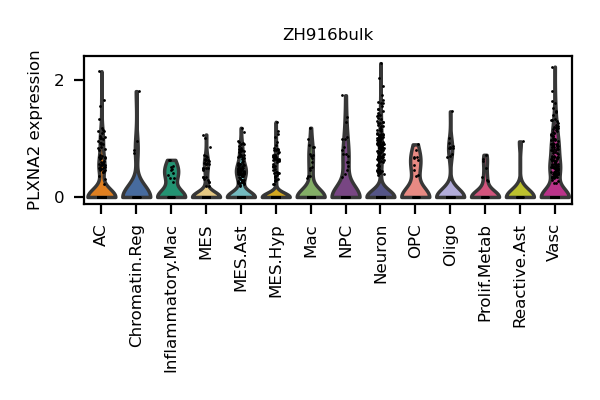 ZH916bulk
PLXNA2 expression
2
0
AC
Chromatin.Reg
Inflammatory.Mac
MES
MES.Ast
MES.Hyp
Mac
NPC
Neuron
OPC
Oligo
Prolif.Metab
Reactive.Ast
Vasc